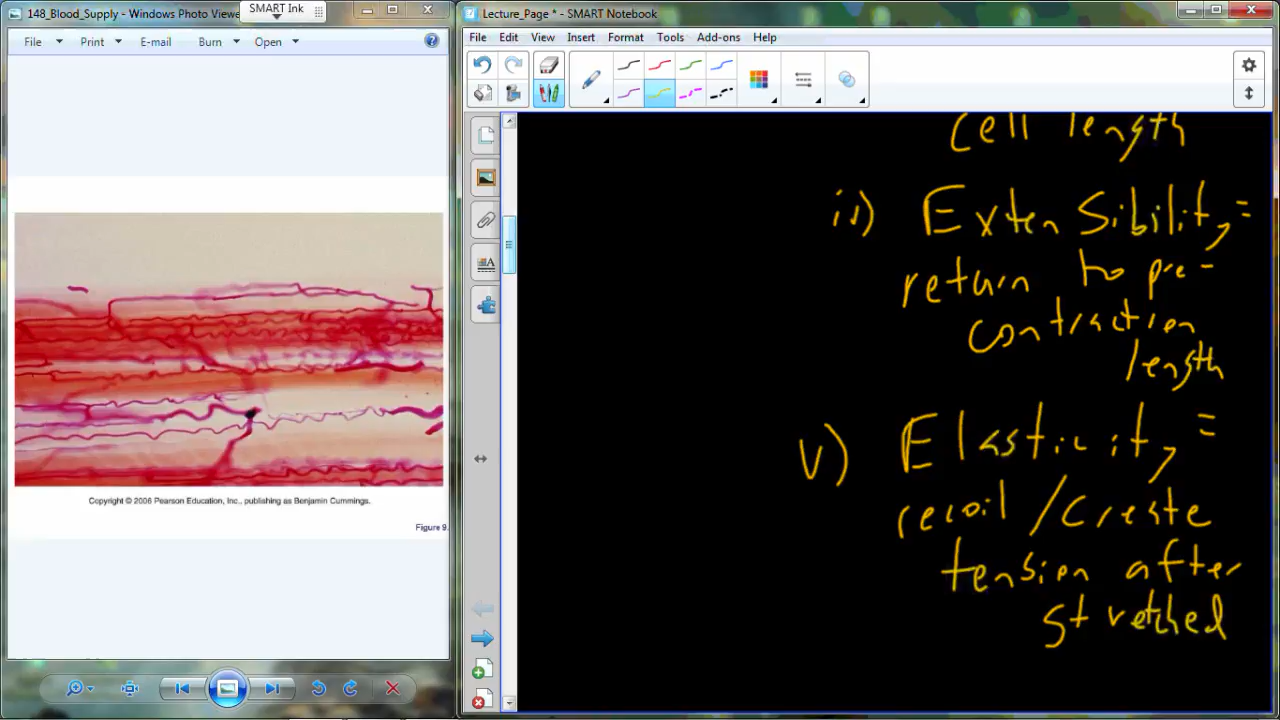 148_Blood_Supply - Windows Photo Viewe
SMART Ink
File Print E-mail Burn Open
Copyright © 2006 Pearson Education, Inc., publishing as Benjamin Cummings.
Figure 9.
Lecture_Page * - SMART Notebook
File Edit View Insert Format Tools Add-ons Help
cell length
iv) Extensibility =
return to pre-
contraction
length
v) Elasticity =
recoil / create
tension after
stretched